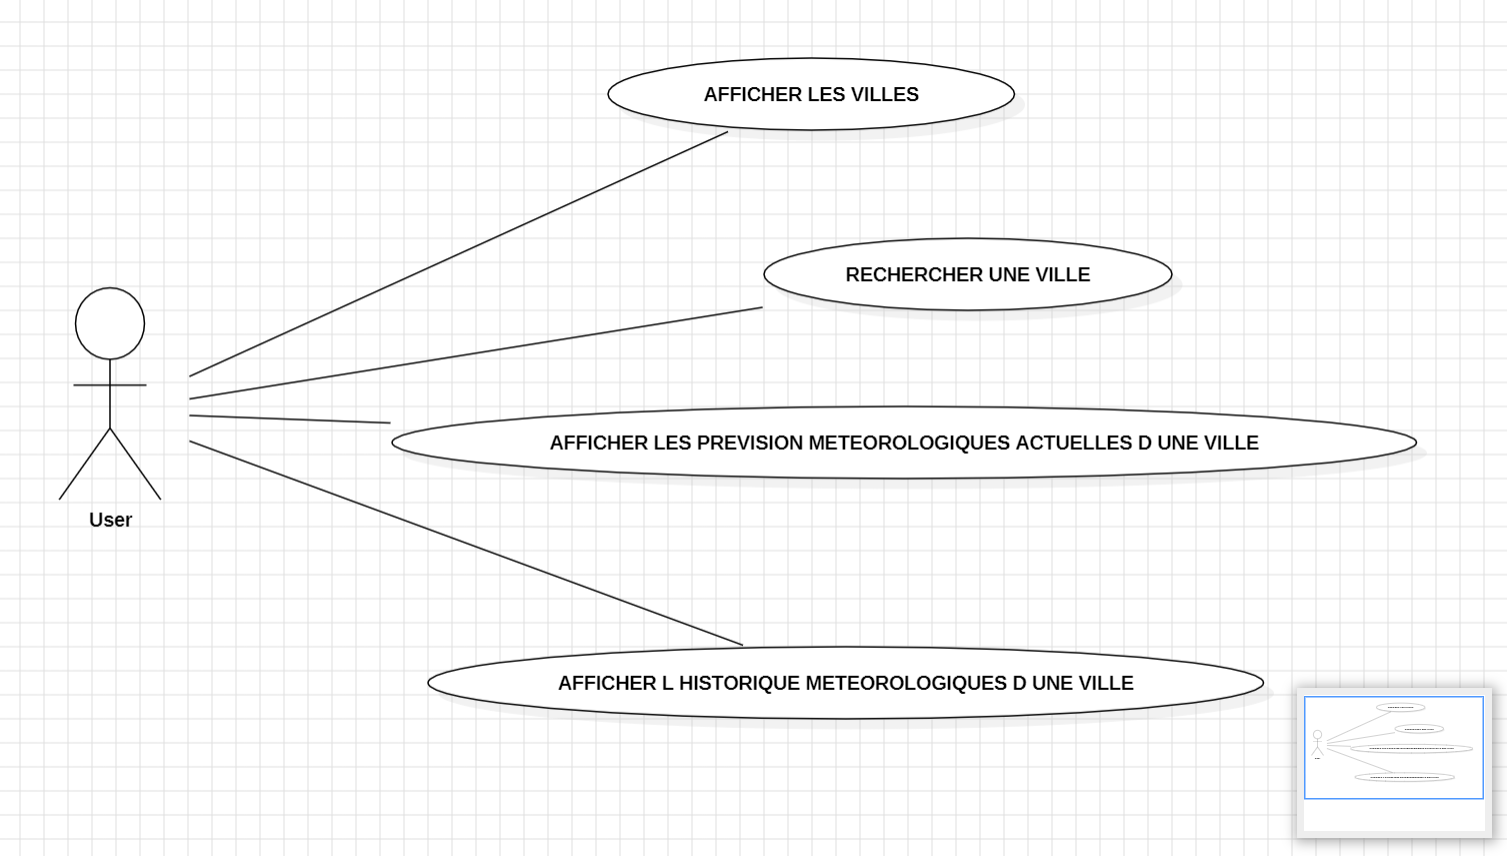 AFFICHER LES VILLES
RECHERCHER UNE VILLE
AFFICHER LES PREVISION METEOROLOGIQUES ACTUELLES D UNE VILLE
User
AFFICHER L HISTORIQUE METEOROLOGIQUES D UNE VILLE